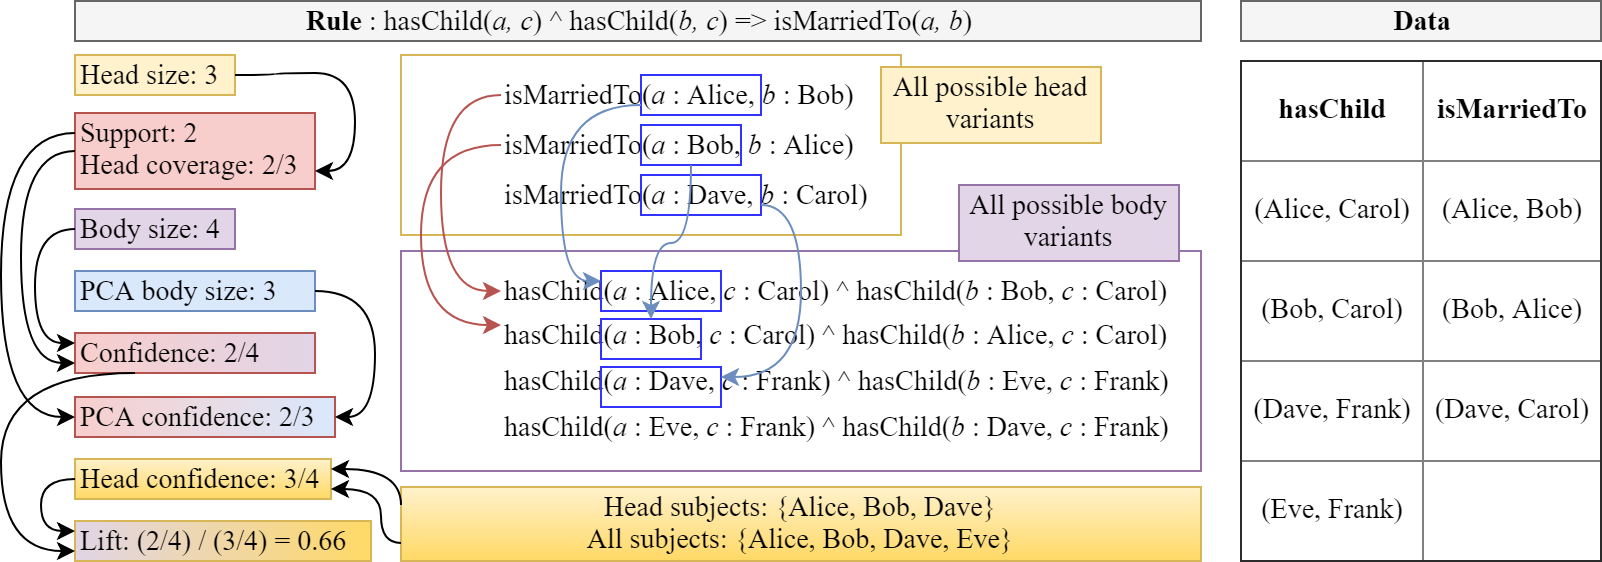 Rule : hasChild(a, c) ^ hasChild(b, c) => isMarriedTo(a, b)
Head size: 3
Support: 2
Head coverage: 2/3
Body size: 4
PCA body size: 3
Confidence: 2/4
PCA confidence: 2/3
Head confidence: 3/4
Lift: (2/4) / (3/4) = 0.66
isMarriedTo(a : Alice, b : Bob)
isMarriedTo(a : Bob, b : Alice)
isMarriedTo(a : Dave, b : Carol)
All possible head
variants
All possible body
variants
hasChild(a : Alice, c : Carol) ^ hasChild(b : Bob, c : Carol)
hasChild(a : Bob, c : Carol) ^ hasChild(b : Alice, c : Carol)
hasChild(a : Dave, c : Frank) ^ hasChild(b : Eve, c : Frank)
hasChild(a : Eve, c : Frank) ^ hasChild(b : Dave, c : Frank)
Head subjects: {Alice, Bob, Dave}
All subjects: {Alice, Bob, Dave, Eve}
Data
hasChild isMarriedTo
(Alice, Carol) (Alice, Bob)
(Bob, Carol) (Bob, Alice)
(Dave, Frank) (Dave, Carol)
(Eve, Frank)